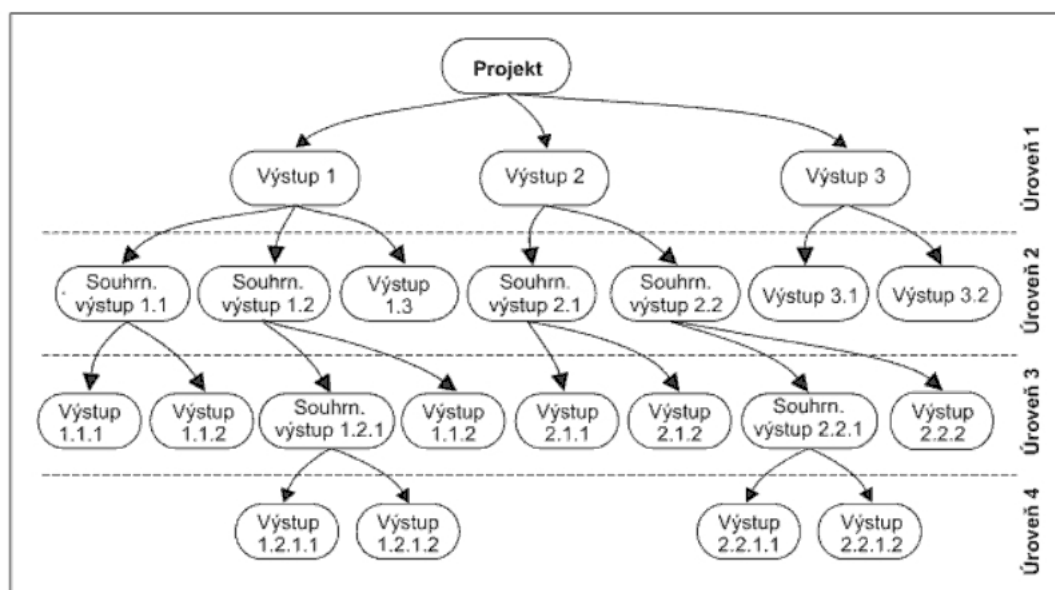 Projekt
Výstup 1
Výstup 2
Výstup 3
Úroveň 1
Souhrn.
výstup 1.1
Souhrn.
výstup 1.2
Výstup
1.3
Souhrn.
výstup 2.1
Souhrn.
výstup 2.2
Výstup 3.1
Výstup 3.2
Úroveň 2
Výstup
1.1.1
Výstup
1.1.2
Souhrn.
výstup 1.2.1
Výstup
1.1.2
Výstup
2.1.1
Výstup
2.1.2
Souhrn.
výstup 2.2.1
Výstup
2.2.2
Úroveň 3
Výstup
1.2.1.1
Výstup
1.2.1.2
Výstup
2.2.1.1
Výstup
2.2.1.2
Úroveň 4